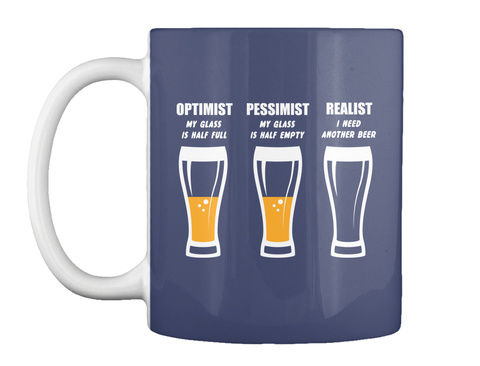 OPTIMIST
MY GLASS
IS HALF FULL
PESSIMIST
MY GLASS
IS HALF EMPTY
REALIST
I NEED
ANOTHER BEER